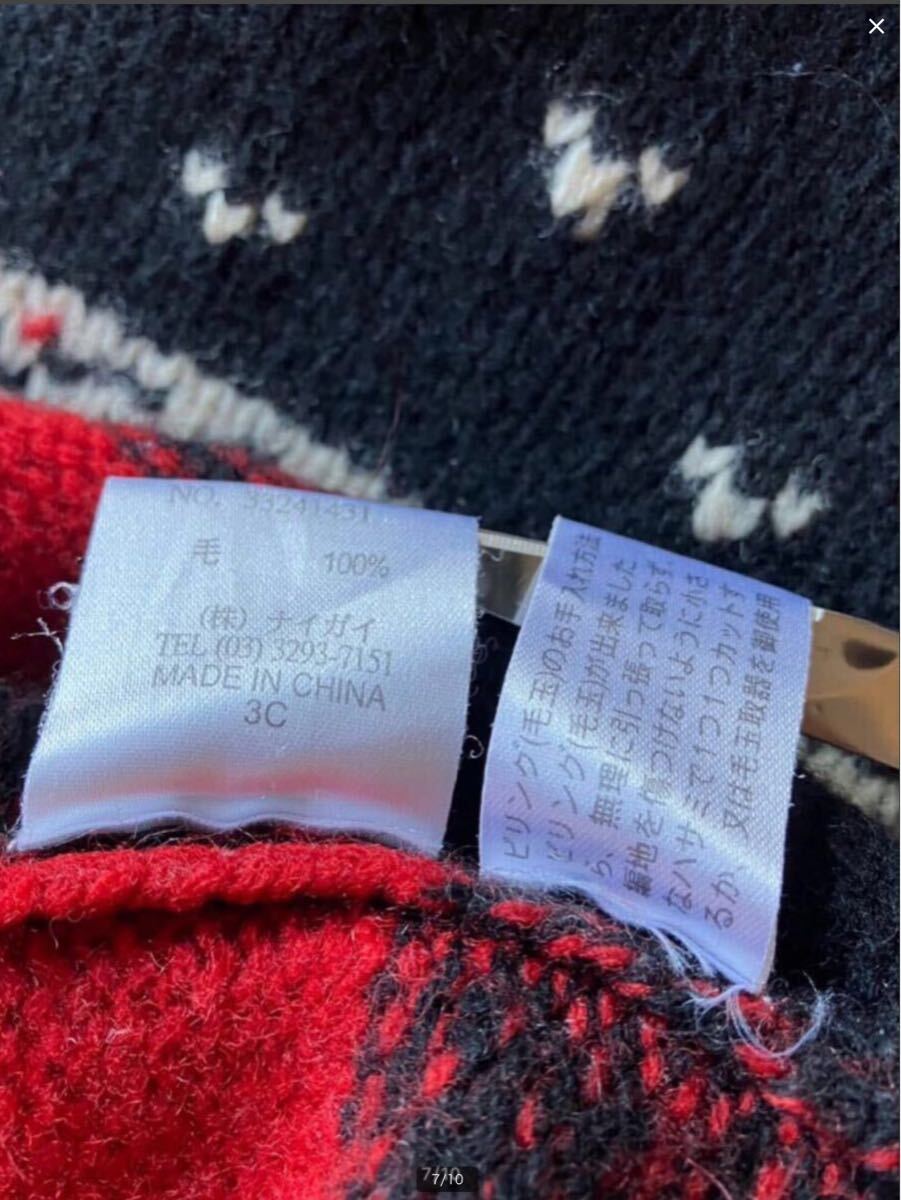 NO. 33241431
毛 100%
(株) ナイガイ
TEL (03) 3293-7151
MADE IN CHINA
3C
ピリング(毛玉)のお手入れ方法
ピリング(毛玉)が出来ました
ら、無理に引っ張って取らず、
編地を傷つけないように小さ
なハサミで1つ1つカットす
るか 又は毛玉取器を御使用
7/10